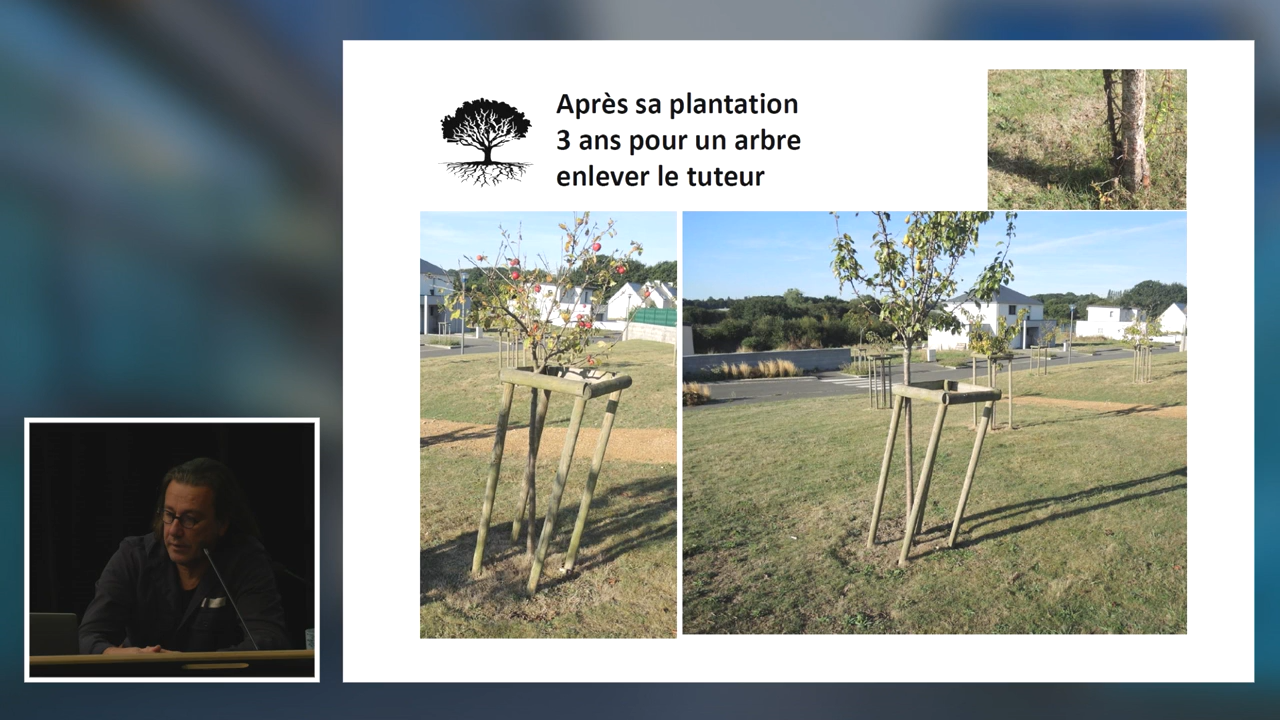 Après sa plantation
3 ans pour un arbre
enlever le tuteur